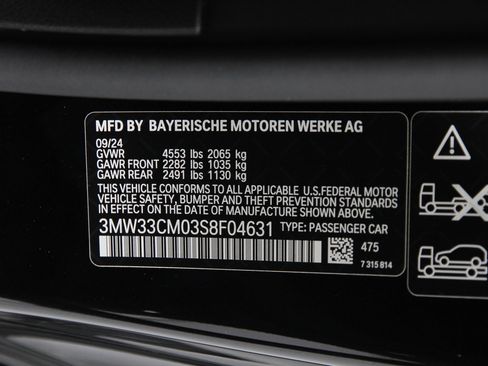 MFD BY BAYERISCHE MOTOREN WERKE AG
09/24
GVWR 4553 lbs 2065 kg
GAWR FRONT 2282 lbs 1035 kg
GAWR REAR 2491 lbs 1130 kg
THIS VEHICLE CONFORMS TO ALL APPLICABLE U.S.FEDERAL MOTOR
VEHICLE SAFETY, BUMPER AND THEFT PREVENTION STANDARDS
IN EFFECT ON THE DATE OF MANUFACTURE SHOWN ABOVE.
3MW33CM03S8F04631 TYPE: PASSENGER CAR
475
7 315 814